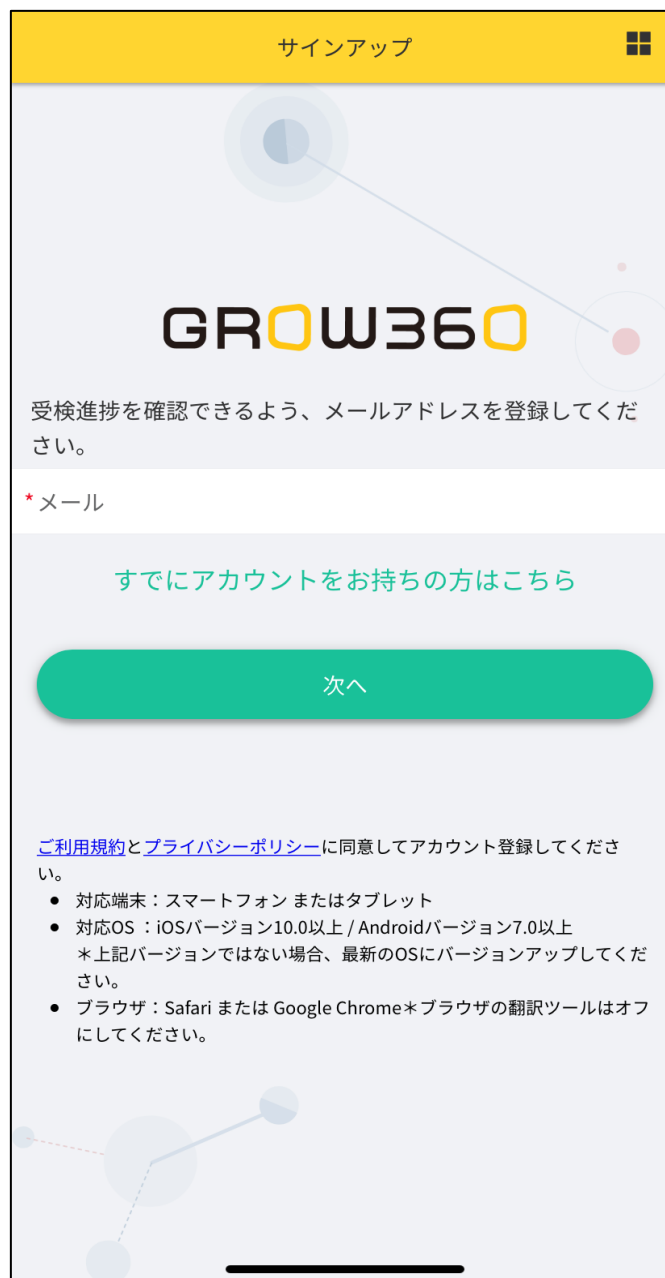 サインアップ
GROW360
受検進捗を確認できるよう、メールアドレスを登録してくだ
さい。
*メール
すでにアカウントをお持ちの方はこちら
次へ
ご利用規約とプライバシーポリシーに同意してアカウント登録してくださ
い。
● 対応端末：スマートフォン またはタブレット
● 対応OS ：iOSバージョン10.0以上 / Androidバージョン7.0以上
＊上記バージョンではない場合、最新のOSにバージョンアップしてくだ
さい。
● ブラウザ：Safari または Google Chrome＊ブラウザの翻訳ツールはオフ
にしてください。